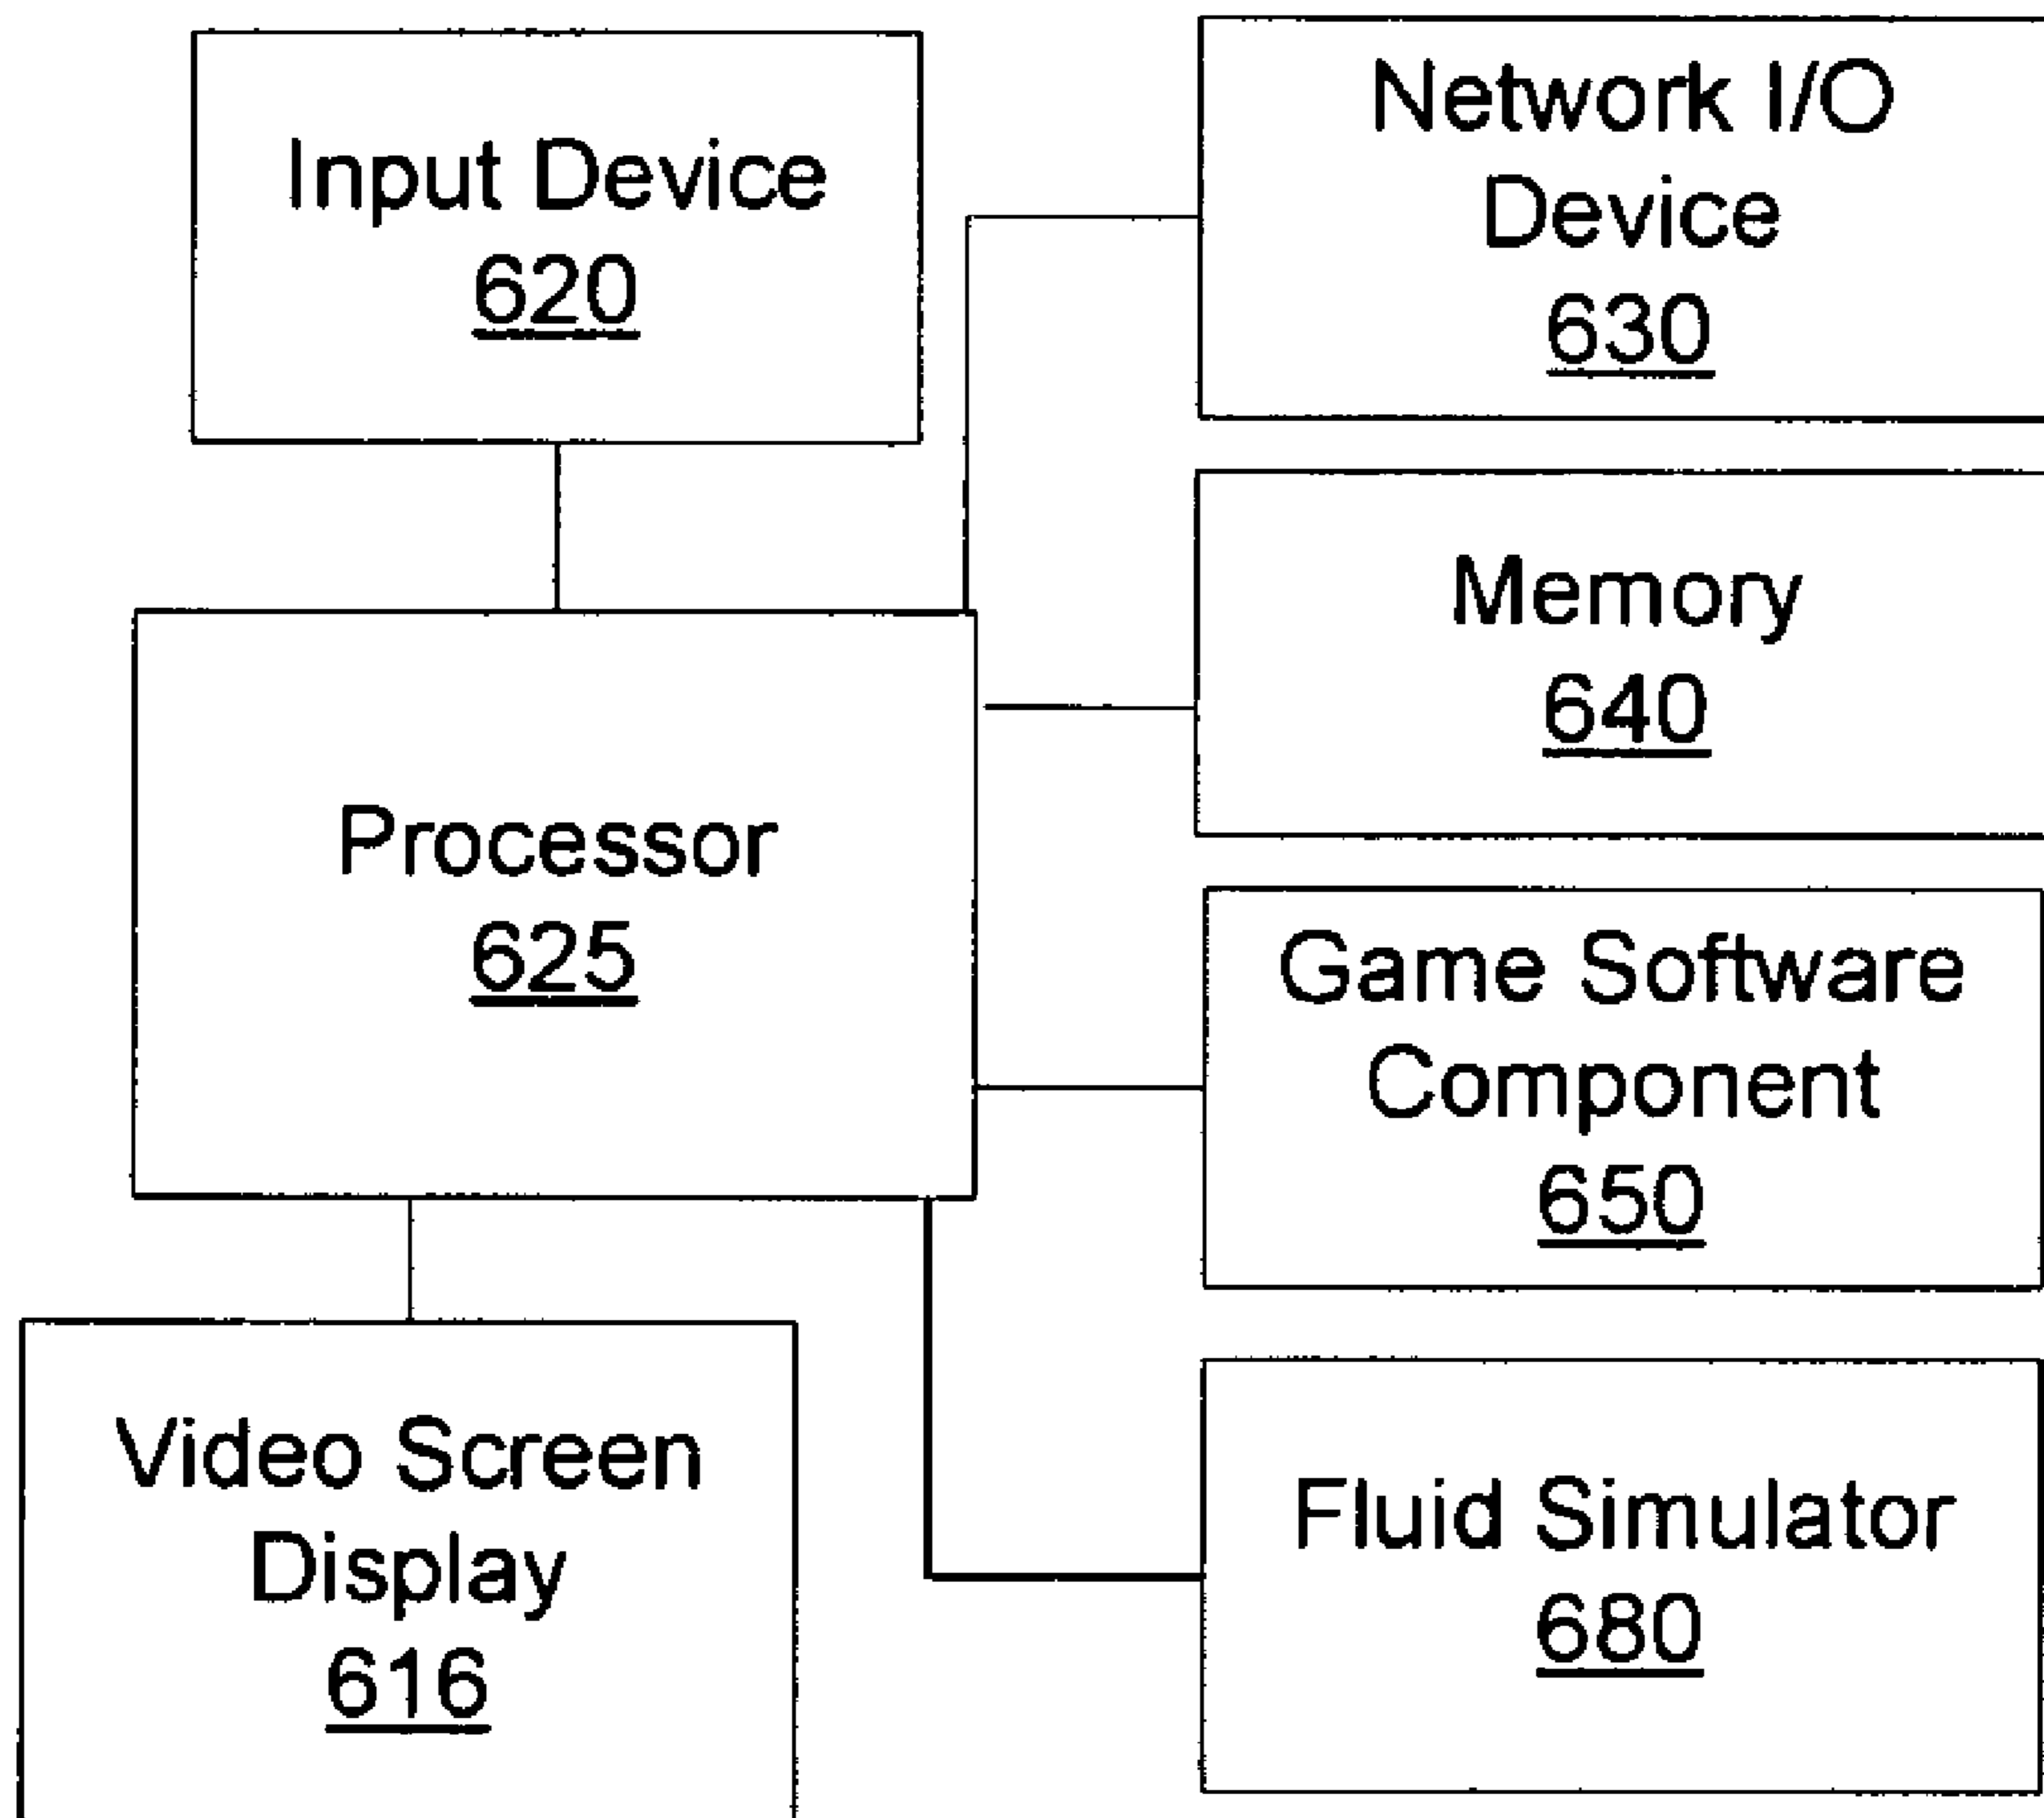 Input Device
620
Network I/O
Device
630
Memory
640
Processor
625
Game Software
Component
650
Video Screen
Display
616
Fluid Simulator
680